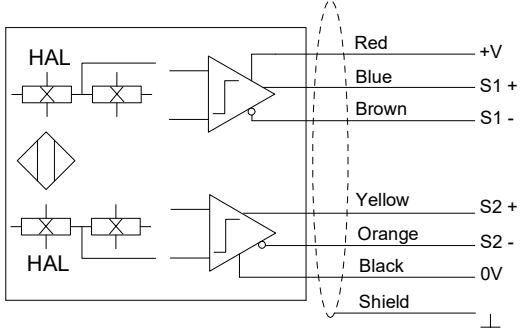 HAL
Red +V
Blue S1 +
Brown S1 -
Yellow S2 +
Orange S2 -
HAL
Black 0V
Shield